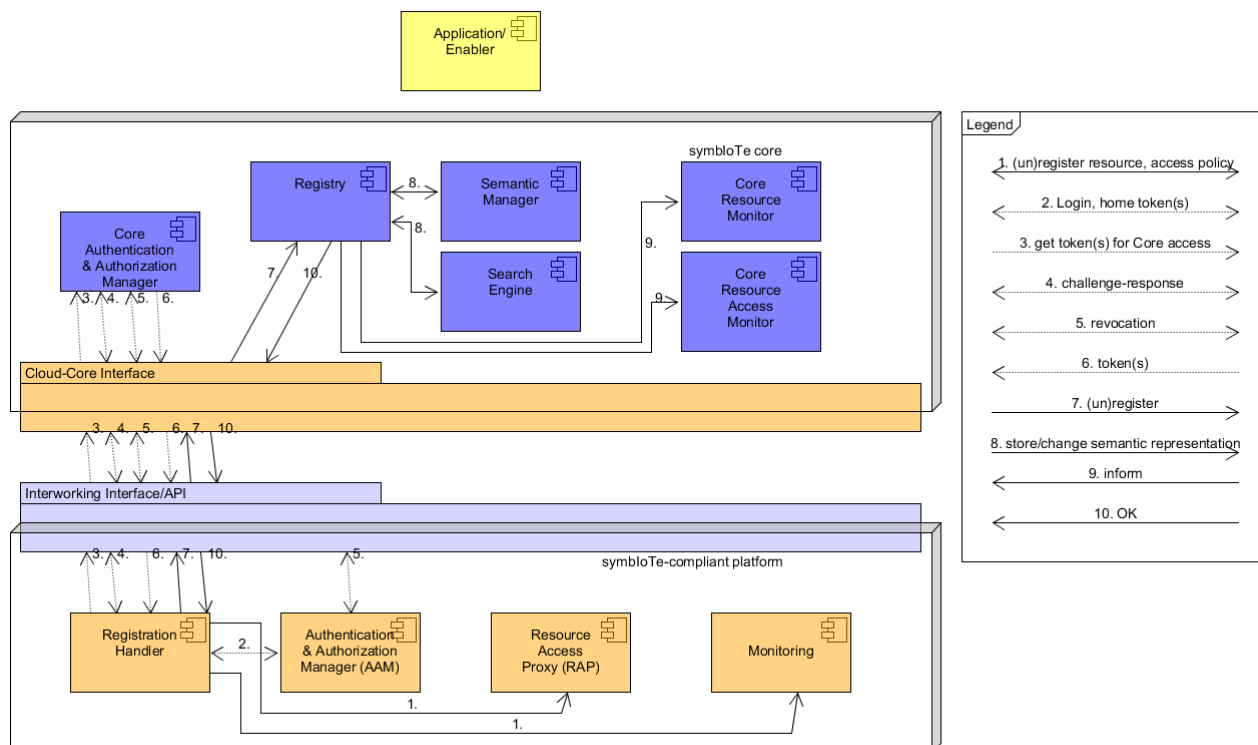 Application/
Enabler
Legend
symbIoTe core
Registry
Semantic
Manager
Core
Resource
Monitor
1. (un)register resource, access policy
8.
2. Login, home token(s)
Core
Authentication
& Authorization
Manager
8.
9.
3. get token(s) for Core access
7.
10.
Search
Engine
Core
Resource
Access
Monitor
4. challenge-response
3.
4.
5.
6.
9.
5. revocation
6. token(s)
Cloud-Core Interface
7. (un)register
3.
4.
5.
6.
7.
10.
8. store/change semantic representation
9. inform
Interworking Interface/API
10. OK
3.
4.
6.
7.
10.
5.
symbIoTe-compliant platform
Registration
Handler
2.
Authentication
& Authorization
Manager (AAM)
Resource
Access
Proxy (RAP)
Monitoring
1.
1.